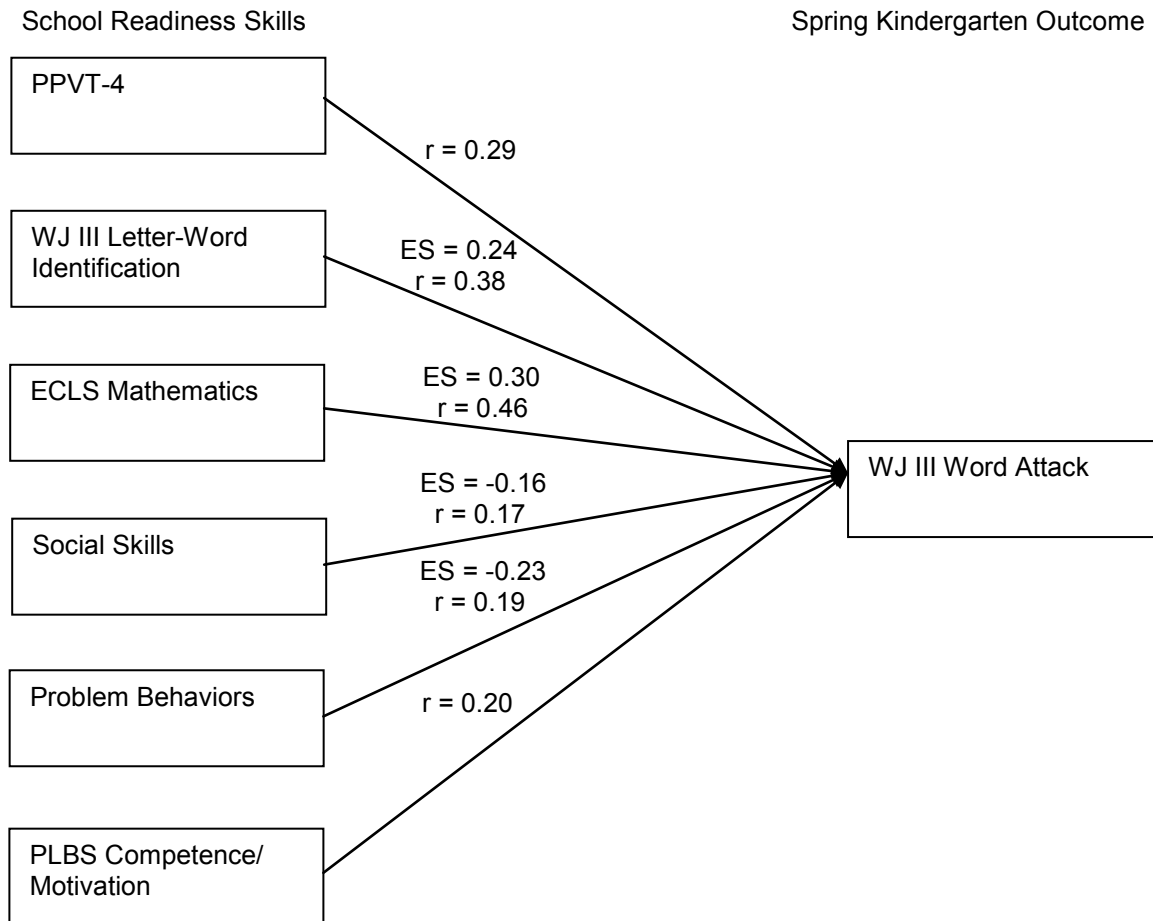 School Readiness Skills
Spring Kindergarten Outcome
PPVT-4
r = 0.29
WJ III Letter-Word
Identification
ES = 0.24
r = 0.38
ECLS Mathematics
ES = 0.30
r = 0.46
WJ III Word Attack
Social Skills
ES = -0.16
r = 0.17
Problem Behaviors
ES = -0.23
r = 0.19
PLBS Competence/
Motivation
r = 0.20